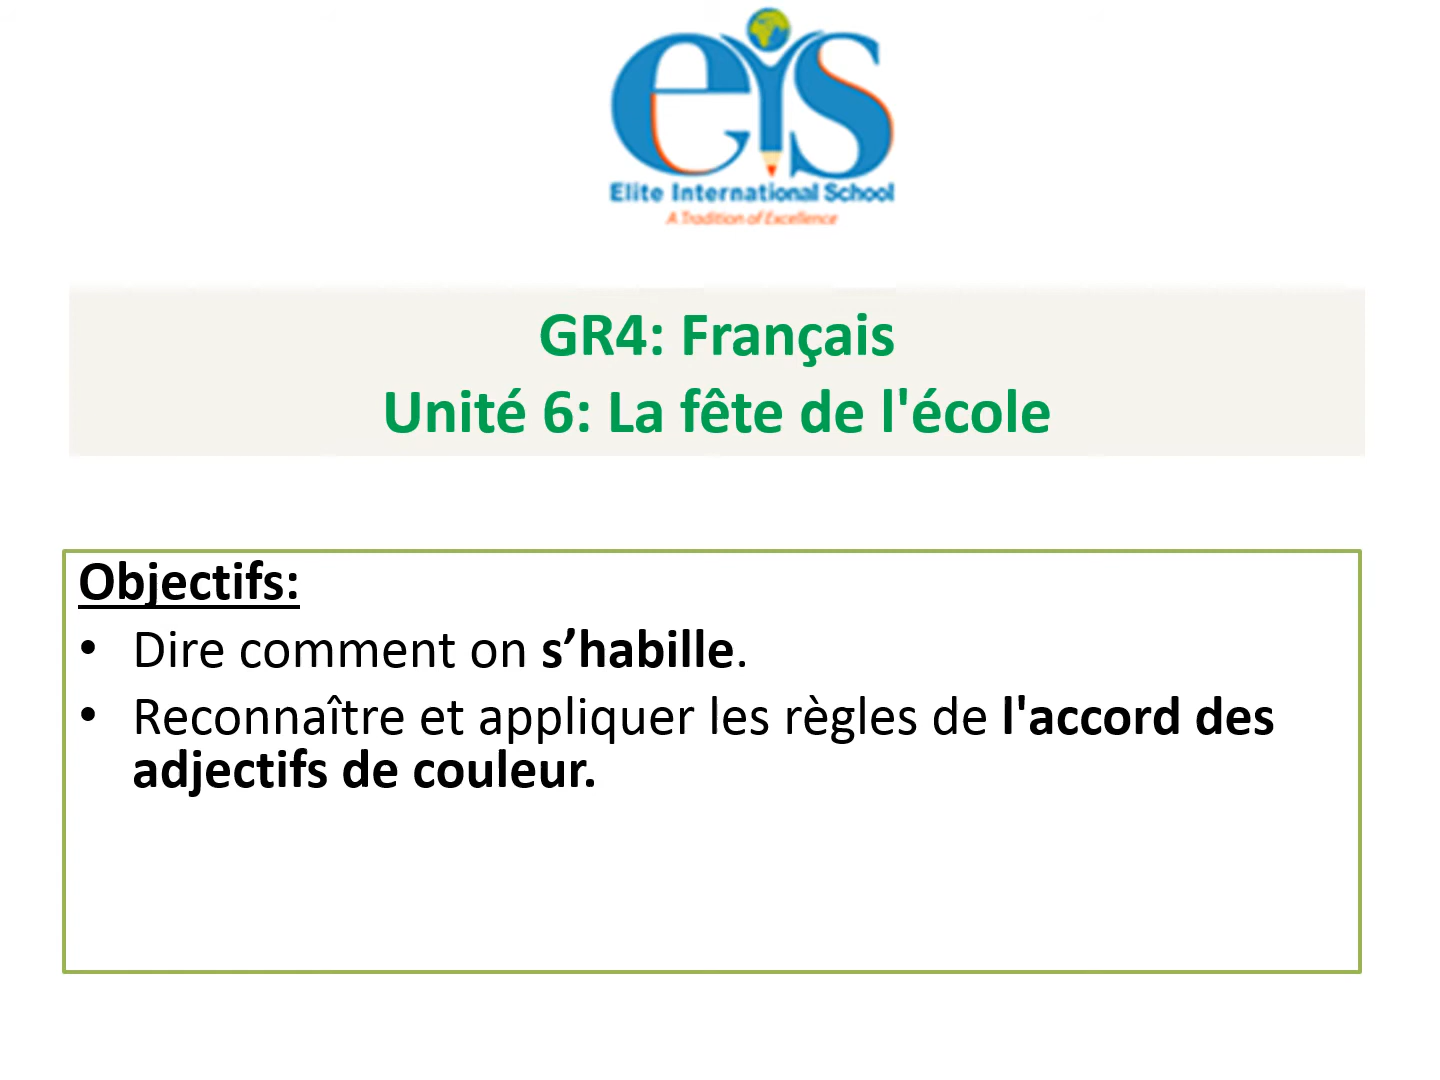 eis
Elite International School
A Tradition of Excellence
GR4: Français
Unité 6: La fête de l'école
Objectifs:
• Dire comment on s’habille.
• Reconnaître et appliquer les règles de l'accord des
adjectifs de couleur.